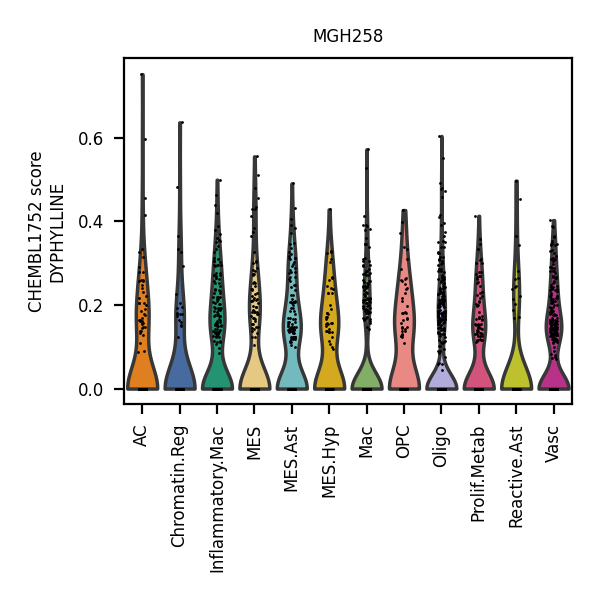 MGH258
CHEMBL1752 score
DYPHYLLINE
0.6
0.4
0.2
0.0
AC
Chromatin.Reg
Inflammatory.Mac
MES
MES.Ast
MES.Hyp
Mac
OPC
Oligo
Prolif.Metab
Reactive.Ast
Vasc